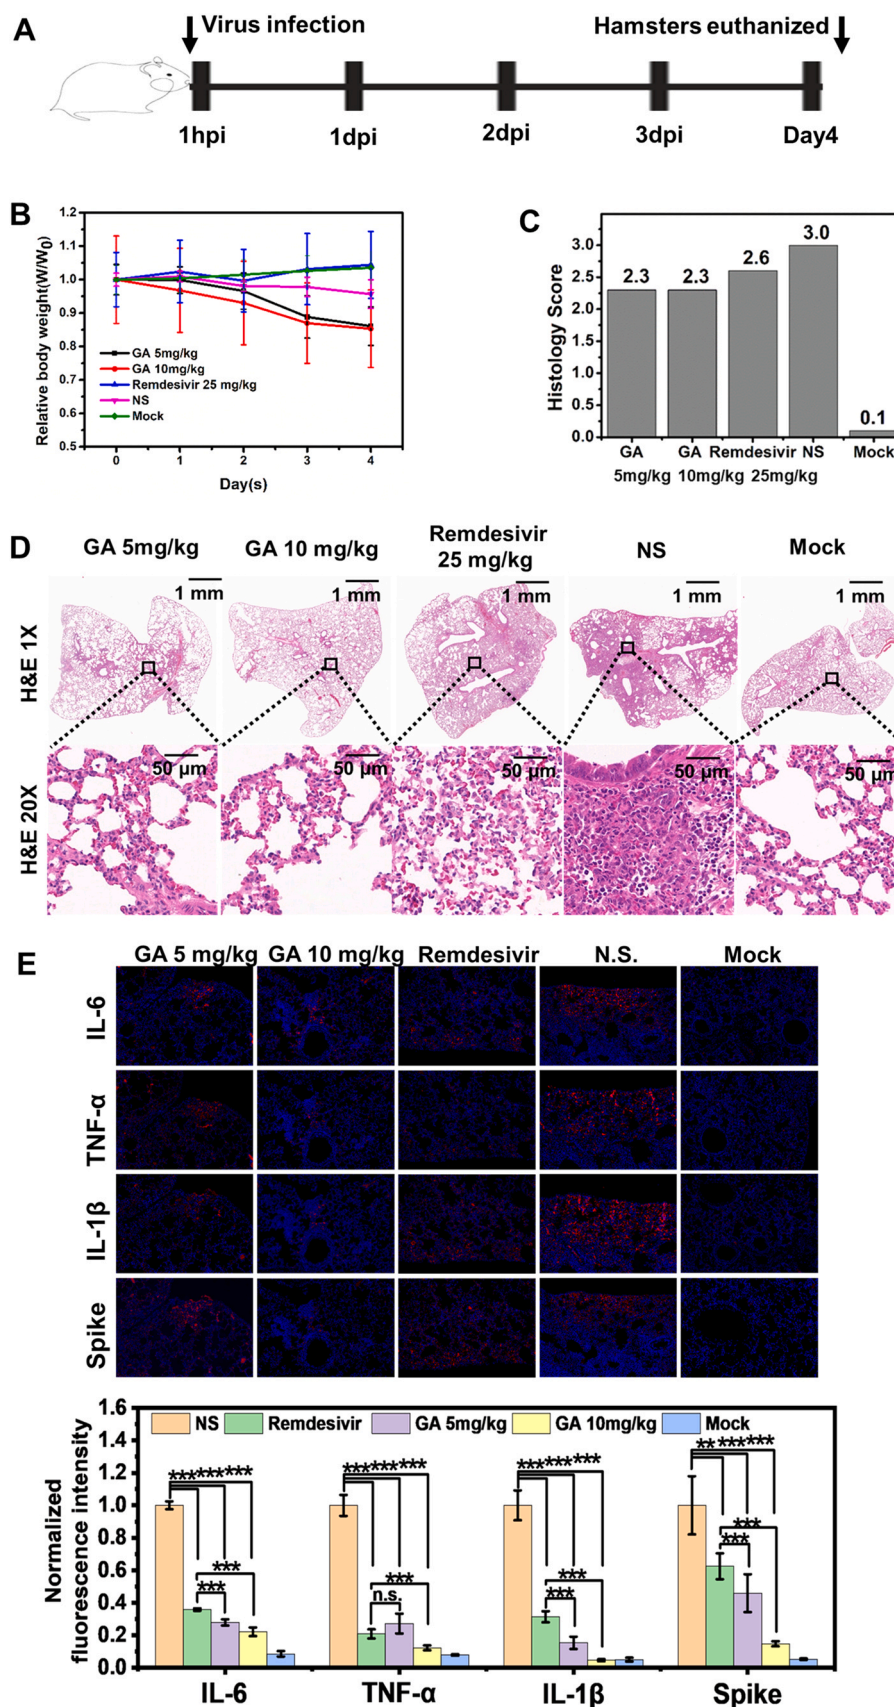 A
Virus infection
Hamsters euthanized
1hpi 1dpi 2dpi 3dpi Day4
B
Relative body weight(W/W0)
1.2
1.1
1.0
0.9
0.8
0.7
0.6
0.5
GA 5mg/kg
GA 10mg/kg
Remdesivir 25 mg/kg
NS
Mock
0 1 2 3 4
Day(s)
C
Histology Score
3.0
2.5
2.0
1.5
1.0
0.5
0.0
2.3 2.3 2.6 3.0 0.1
GA GA Remdesivir NS Mock
5mg/kg 10mg/kg 25mg/kg
D
GA 5mg/kg
GA 10 mg/kg
Remdesivir
25 mg/kg
NS
Mock
H&E 1X
1 mm 1 mm 1 mm 1 mm 1 mm
H&E 20X
50 μm 50 μm 50 μm 50 μm 50 μm
E
GA 5 mg/kg GA 10 mg/kg Remdesivir N.S. Mock
IL-6
TNF-α
IL-1β
Spike
Normalized
fluorescence intensity
1.6
1.4
1.2
1.0
0.8
0.6
0.4
0.2
0.0
NS Remdesivir GA 5mg/kg GA 10mg/kg Mock
*** *** *** *** *** *** *** *** *** ** *** ***
*** *** *** ***
*** n.s. *** ***
IL-6 TNF-α IL-1β Spike